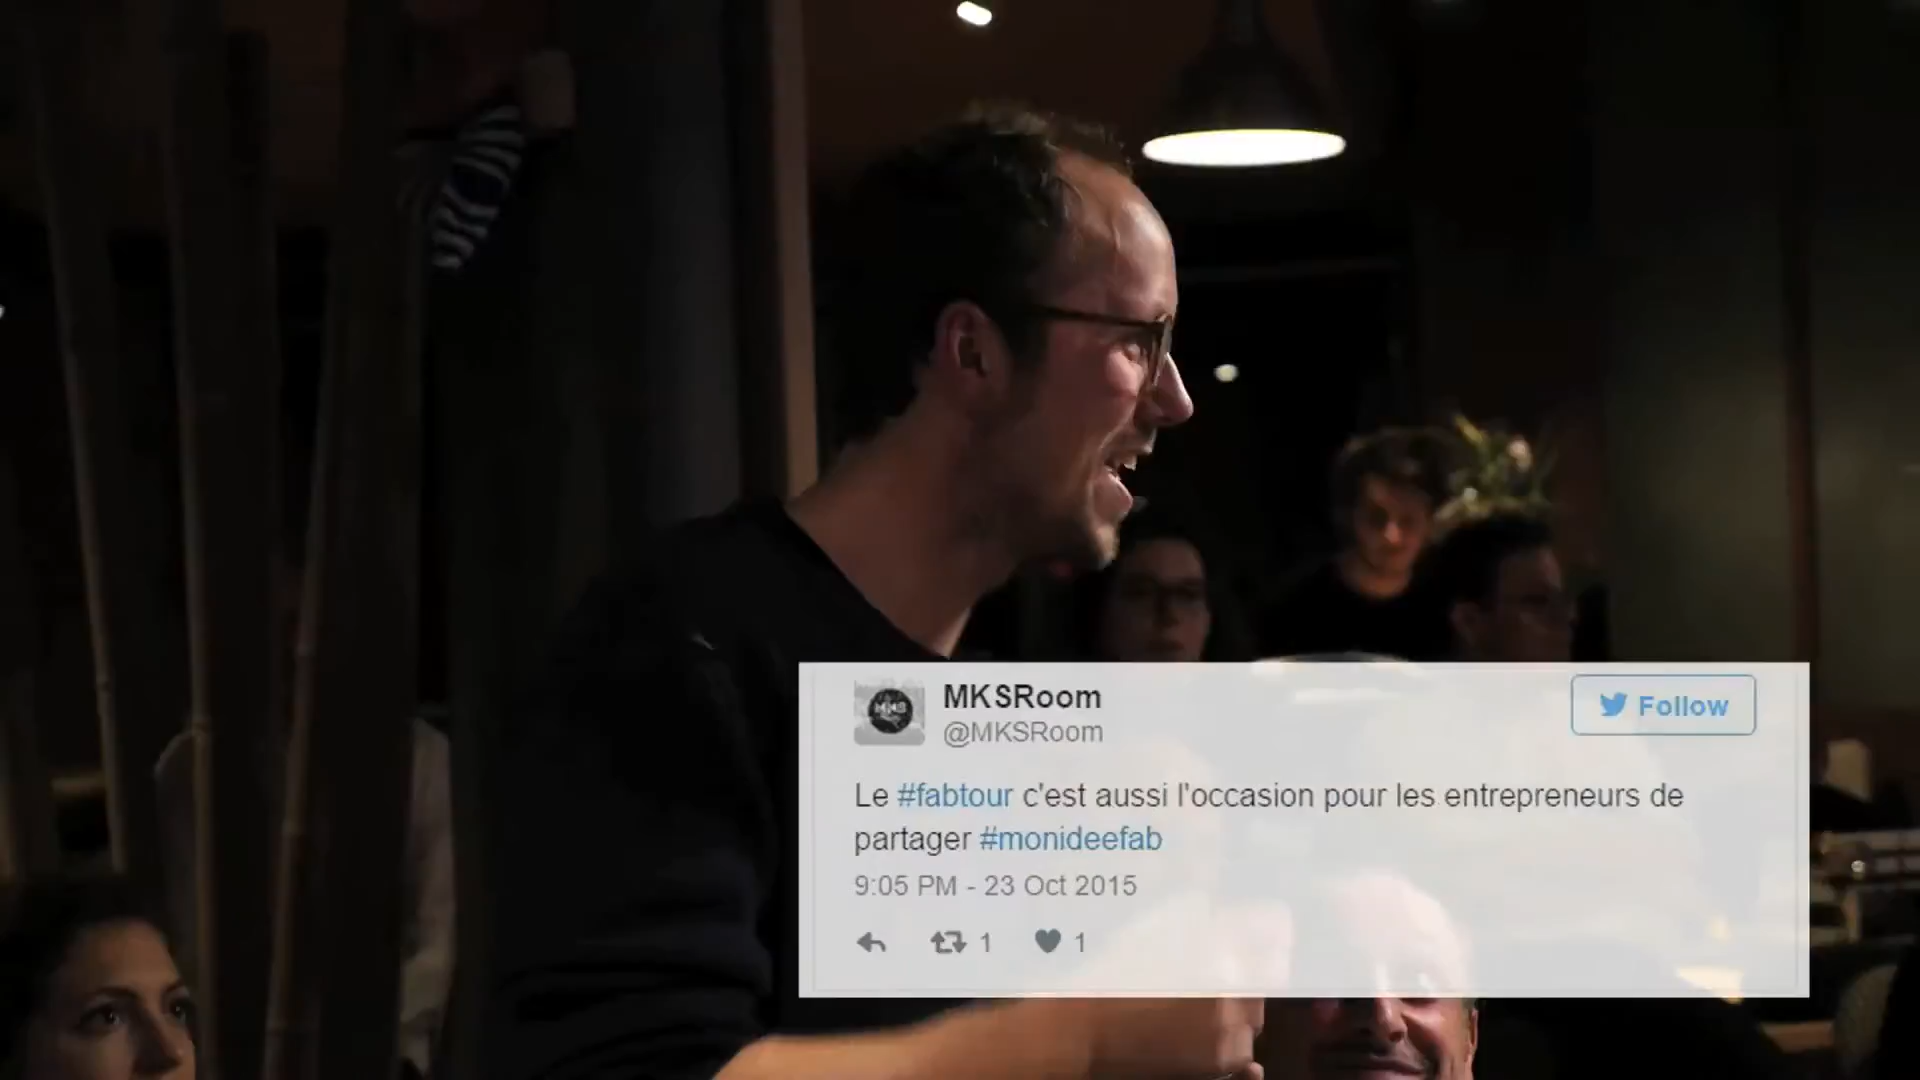 MKSRoom
@MKSRoom
Follow
Le #fabtour c'est aussi l'occasion pour les entrepreneurs de
partager #monideefab
9:05 PM - 23 Oct 2015
1 1